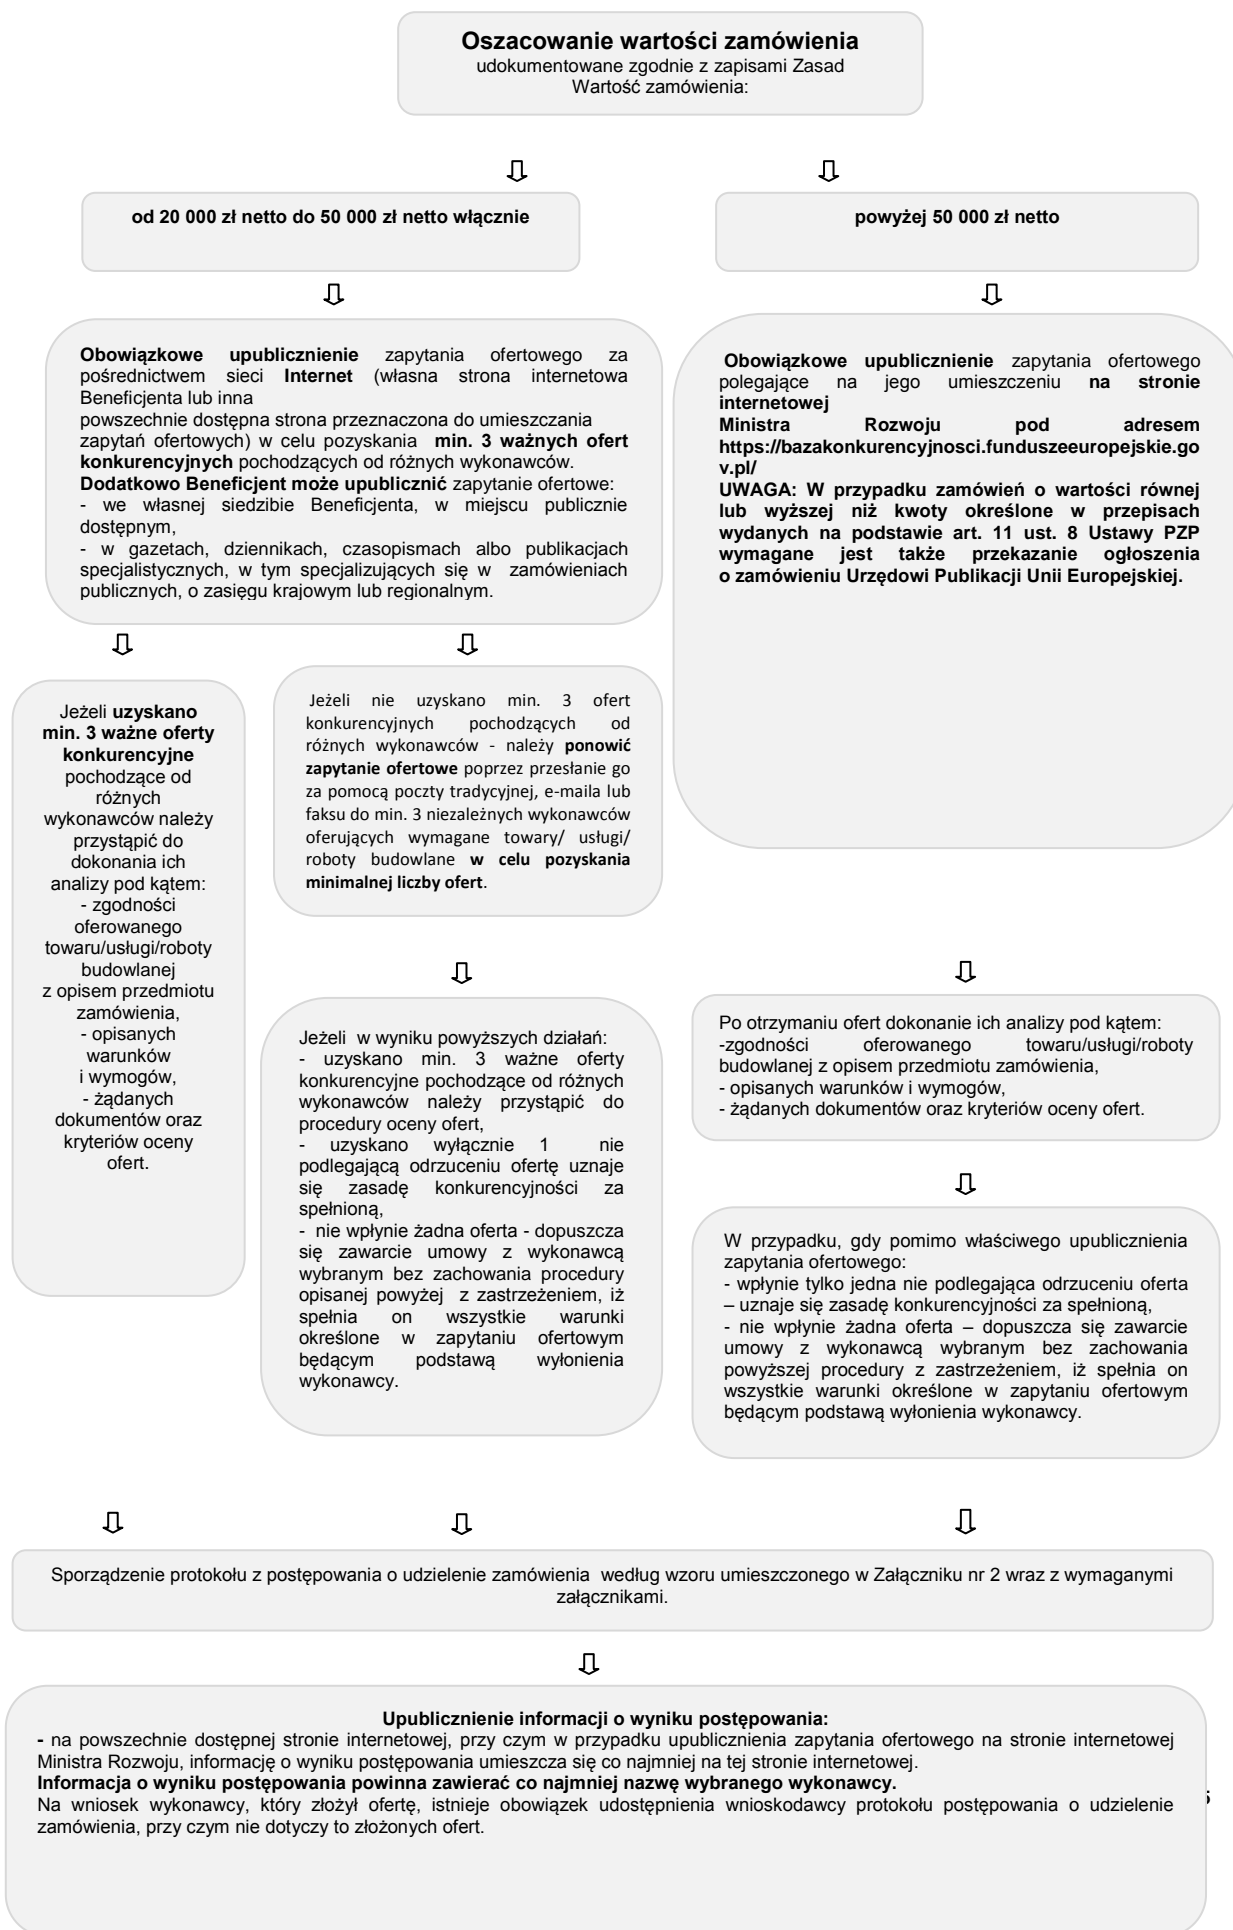 Oszacowanie wartości zamówienia
udokumentowane zgodnie z zapisami Zasad
Wartość zamówienia:
od 20 000 zł netto do 50 000 zł netto włącznie
powyżej 50 000 zł netto
Obowiązkowe upublicznienie zapytania ofertowego za
pośrednictwem sieci Internet (własna strona internetowa
Beneficjenta lub inna
powszechnie dostępna strona przeznaczona do umieszczania
zapytań ofertowych) w celu pozyskania min. 3 ważnych ofert
konkurencyjnych pochodzących od różnych wykonawców.
Dodatkowo Beneficjent może upublicznić zapytanie ofertowe:
- we własnej siedzibie Beneficjenta, w miejscu publicznie
dostępnym,
- w gazetach, dziennikach, czasopismach albo publikacjach
specjalistycznych, w tym specjalizujących się w zamówieniach
publicznych, o zasięgu krajowym lub regionalnym.
Obowiązkowe upublicznienie zapytania ofertowego
polegające na jego umieszczeniu na stronie
internetowej
Ministra Rozwoju pod adresem
https://bazakonkurencyjnosci.funduszeeuropejskie.go
v.pl/
UWAGA: W przypadku zamówień o wartości równej
lub wyższej niż kwoty określone w przepisach
wydanych na podstawie art. 11 ust. 8 Ustawy PZP
wymagane jest także przekazanie ogłoszenia
o zamówieniu Urzędowi Publikacji Unii Europejskiej.
Jeżeli uzyskano
min. 3 ważne oferty
konkurencyjne
pochodzące od
różnych
wykonawców należy
przystąpić do
dokonania ich
analizy pod kątem:
- zgodności
oferowanego
towaru/usługi/roboty
budowlanej
z opisem przedmiotu
zamówienia,
- opisanych
warunków
i wymogów,
- żądanych
dokumentów oraz
kryteriów oceny
ofert.
Jeżeli nie uzyskano min. 3 ofert
konkurencyjnych pochodzących od
różnych wykonawców - należy ponowić
zapytanie ofertowe poprzez przesłanie go
za pomocą poczty tradycyjnej, e-maila lub
faksu do min. 3 niezależnych wykonawców
oferujących wymagane towary/ usługi/
roboty budowlane w celu pozyskania
minimalnej liczby ofert.
Jeżeli w wyniku powyższych działań:
- uzyskano min. 3 ważne oferty
konkurencyjne pochodzące od różnych
wykonawców należy przystąpić do
procedury oceny ofert,
- uzyskano wyłącznie 1 nie
podlegającą odrzuceniu ofertę uznaje
się zasadę konkurencyjności za
spełnioną,
- nie wpłynie żadna oferta - dopuszcza
się zawarcie umowy z wykonawcą
wybranym bez zachowania procedury
opisanej powyżej z zastrzeżeniem, iż
spełnia on wszystkie warunki
określone w zapytaniu ofertowym
będącym podstawą wyłonienia
wykonawcy.
Po otrzymaniu ofert dokonanie ich analizy pod kątem:
-zgodności oferowanego towaru/usługi/roboty
budowlanej z opisem przedmiotu zamówienia,
- opisanych warunków i wymogów,
- żądanych dokumentów oraz kryteriów oceny ofert.
W przypadku, gdy pomimo właściwego upublicznienia
zapytania ofertowego:
- wpłynie tylko jedna nie podlegająca odrzuceniu oferta
– uznaje się zasadę konkurencyjności za spełnioną,
- nie wpłynie żadna oferta – dopuszcza się zawarcie
umowy z wykonawcą wybranym bez zachowania
powyższej procedury z zastrzeżeniem, iż spełnia on
wszystkie warunki określone w zapytaniu ofertowym
będącym podstawą wyłonienia wykonawcy.
Sporządzenie protokołu z postępowania o udzielenie zamówienia według wzoru umieszczonego w Załączniku nr 2 wraz z wymaganymi
załącznikami.
Upublicznienie informacji o wyniku postępowania:
- na powszechnie dostępnej stronie internetowej, przy czym w przypadku upublicznienia zapytania ofertowego na stronie internetowej
Ministra Rozwoju, informację o wyniku postępowania umieszcza się co najmniej na tej stronie internetowej.
Informacja o wyniku postępowania powinna zawierać co najmniej nazwę wybranego wykonawcy.
Na wniosek wykonawcy, który złożył ofertę, istnieje obowiązek udostępnienia wnioskodawcy protokołu postępowania o udzielenie
zamówienia, przy czym nie dotyczy to złożonych ofert.